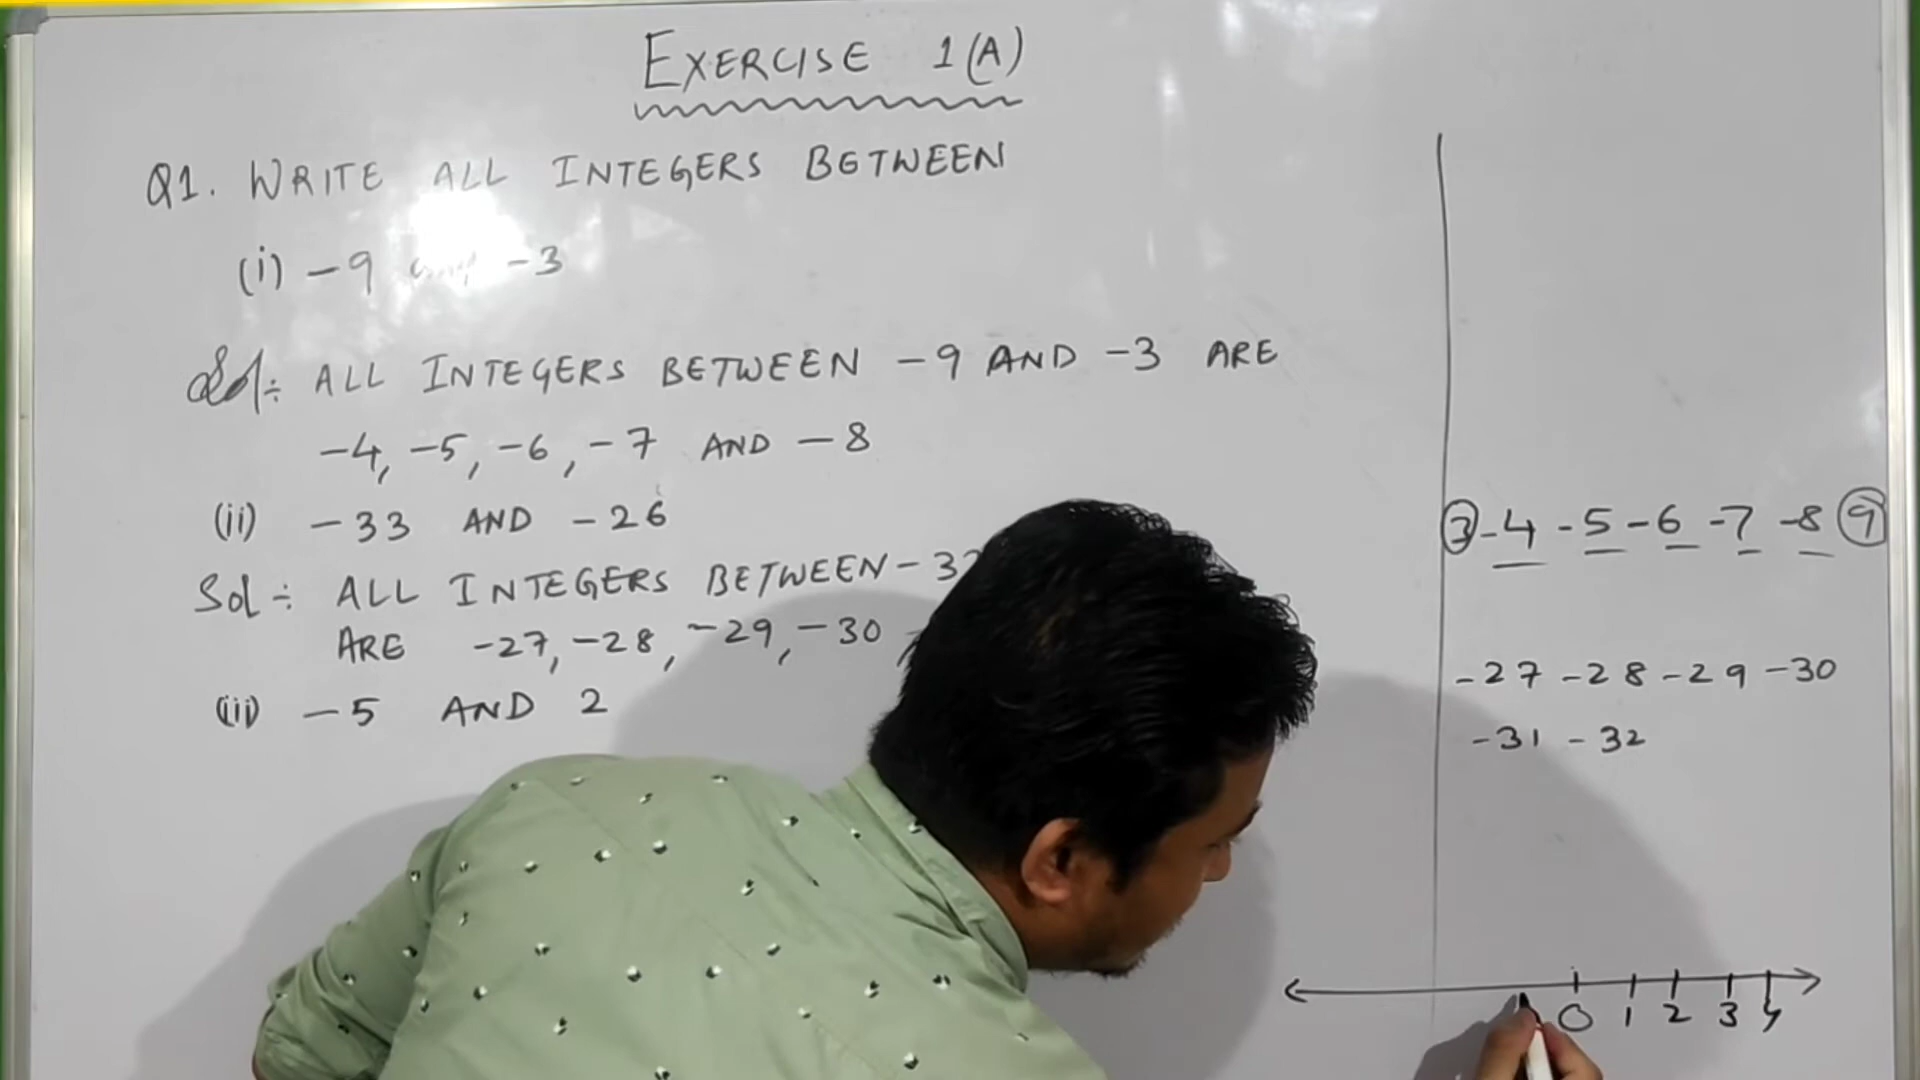 EXERCISE 1(A)
Q1. WRITE ALL INTEGERS BETWEEN
(i) -9 and -3
Sol÷ ALL INTEGERS BETWEEN -9 AND -3 ARE
-4, -5, -6, -7 AND -8
(ii) -33 AND -26
Sol÷ ALL INTEGERS BETWEEN
ARE -27, -28, -29, -30
(iii) -5 AND 2
3 -4 -5 -6 -7 -8 9
-27 -28 -29 -30
-31 -32
0 1 2 3 4